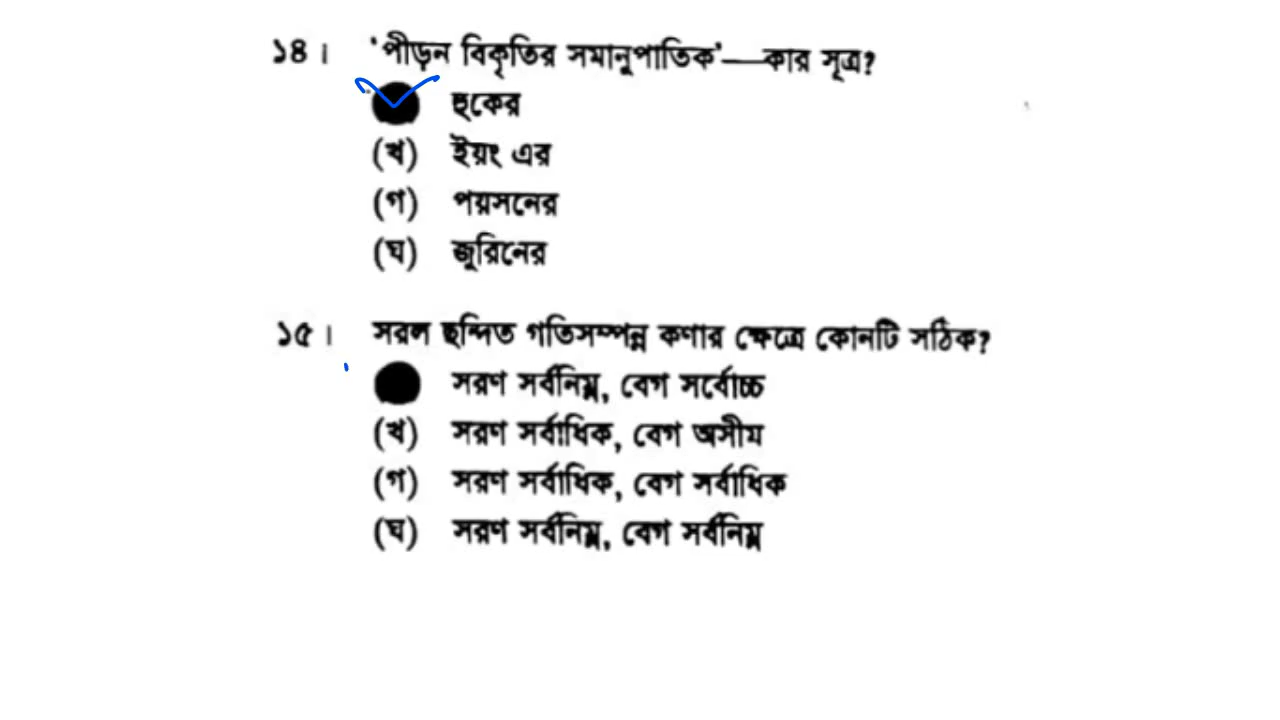 ১৪। 'পীড়ন বিকৃতির সমানুপাতিক'—কার সূত্র?
হুকের
(খ) ইয়ং এর
(গ) পয়সনের
(ঘ) জুরিনের
১৫। সরল ছন্দিত গতিসম্পন্ন কণার ক্ষেত্রে কোনটি সঠিক?
সরণ সর্বনিম্ন, বেগ সর্বোচ্চ
(খ) সরণ সর্বাধিক, বেগ অসীম
(গ) সরণ সর্বাধিক, বেগ সর্বাধিক
(ঘ) সরণ সর্বনিম্ন, বেগ সর্বনিম্ন